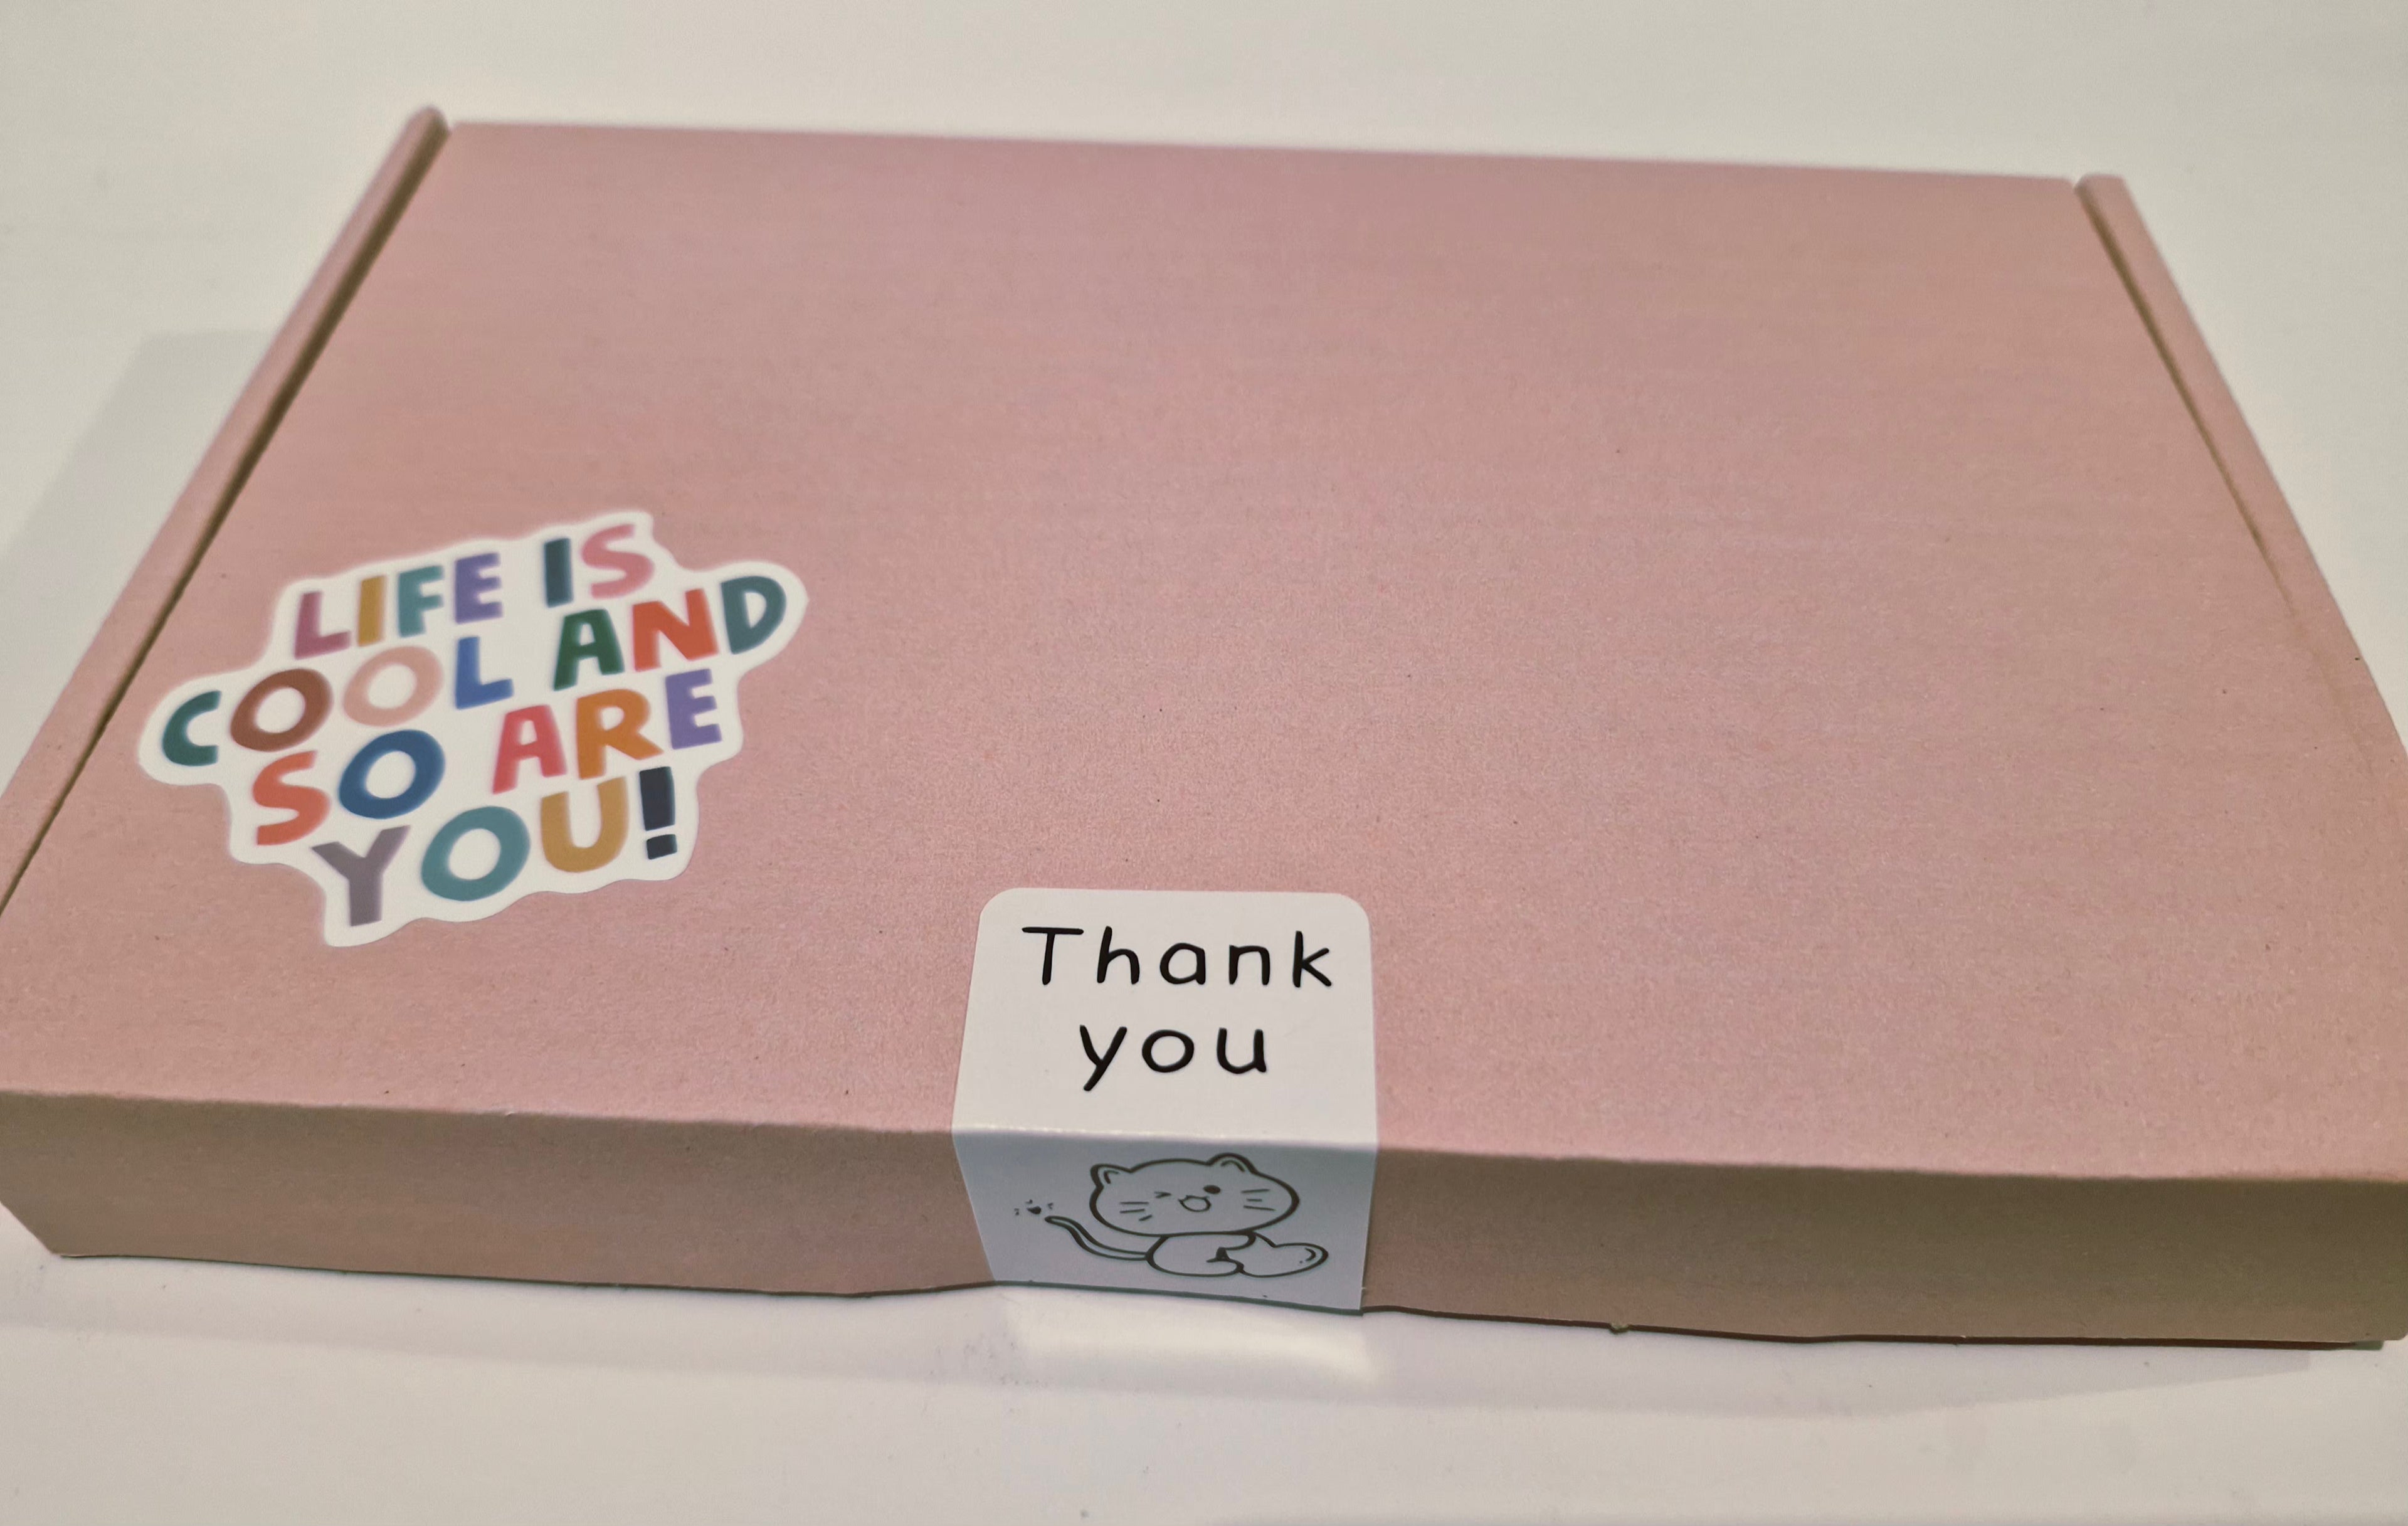 LIFE IS
COOL AND
SO ARE
YOU!
Thank
you